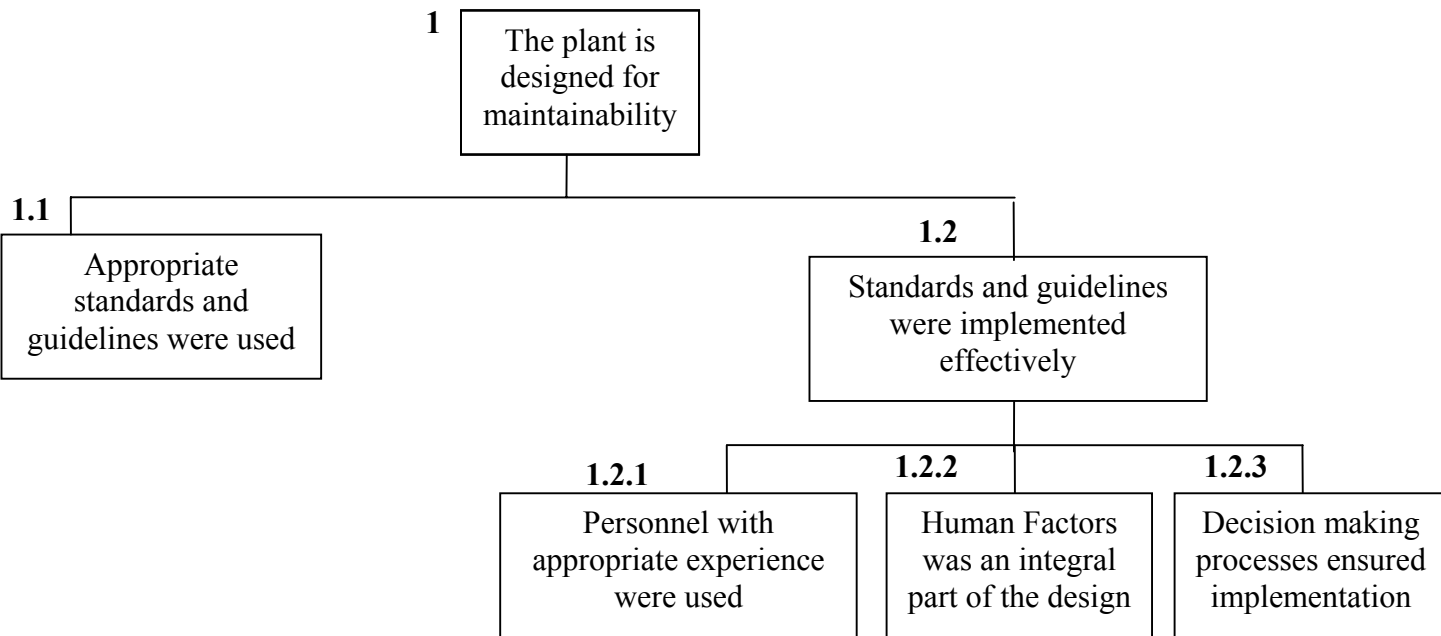 1
The plant is
designed for
maintainability
1.1
Appropriate
standards and
guidelines were used
1.2
Standards and guidelines
were implemented
effectively
1.2.1
Personnel with
appropriate experience
were used
1.2.2
Human Factors
was an integral
part of the design
1.2.3
Decision making
processes ensured
implementation